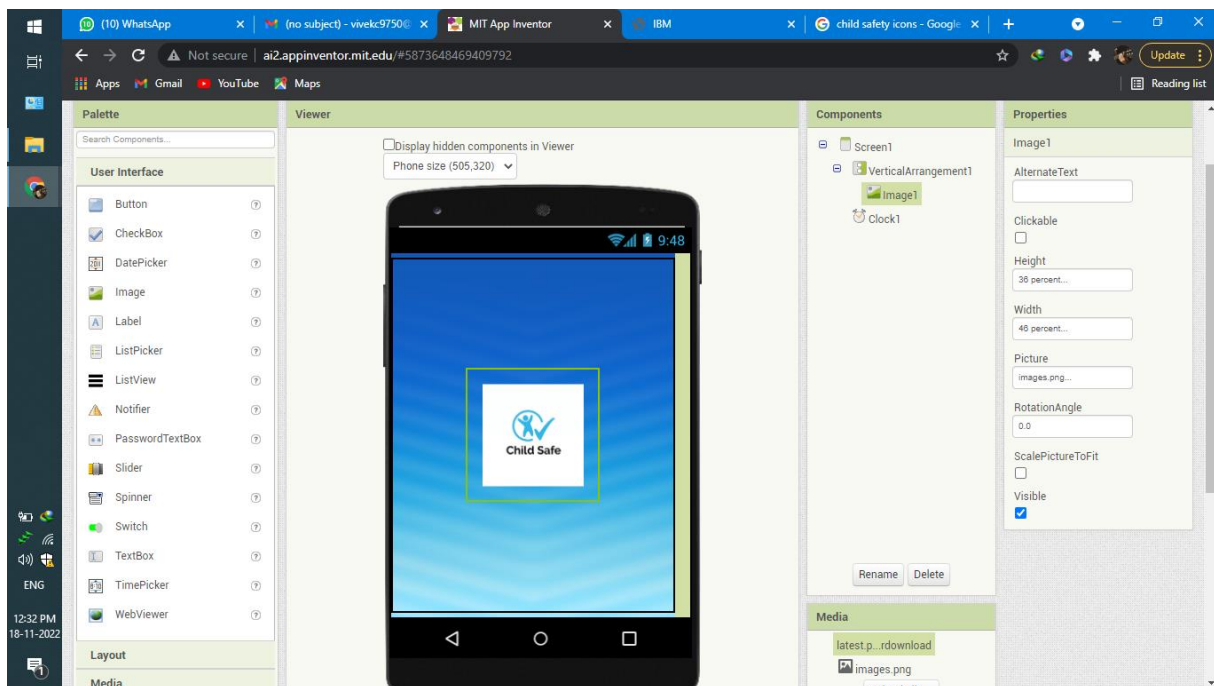 (10) WhatsApp
(no subject) - vivekc9750@
MIT App Inventor
IBM
child safety icons - Google
Not secure
ai2.appinventor.mit.edu/#5873648469409792
Update
Apps
Gmail
YouTube
Maps
Reading list
Palette
Viewer
Components
Properties
Search Components...
User Interface
Button
CheckBox
DatePicker
Image
Label
ListPicker
ListView
Notifier
PasswordTextBox
Slider
Spinner
Switch
TextBox
TimePicker
WebViewer
Layout
Media
Display hidden components in Viewer
Phone size (505,320)
9:48
Child Safe
Screen1
VerticalArrangement1
Image1
Clock1
Rename
Delete
Media
latest.p...rdownload
images.png
Image1
AlternateText
Clickable
Height
36 percent...
Width
46 percent...
Picture
images.png...
RotationAngle
0.0
ScalePictureToFit
Visible
ENG
12:32 PM
18-11-2022
1